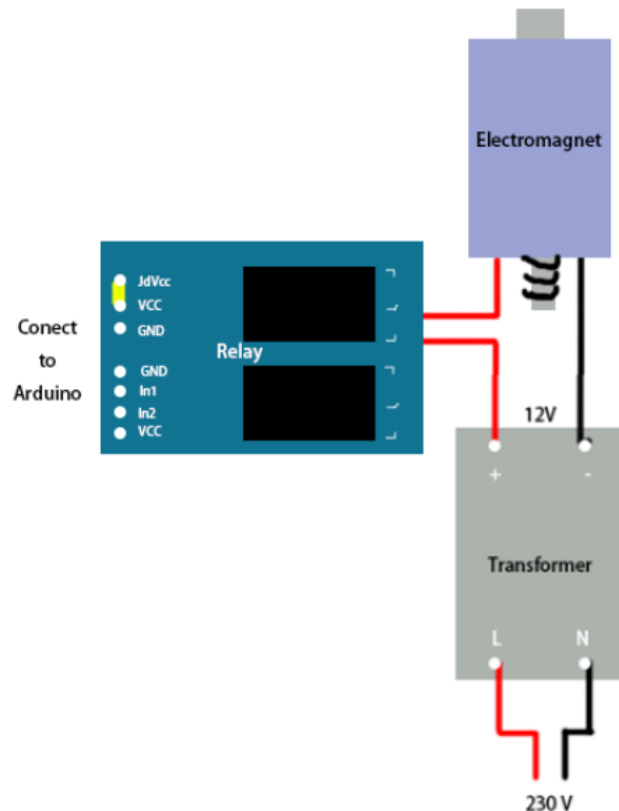 Electromagnet
JdVcc
VCC
GND
Relay
GND
In1
In2
VCC
Conect
to
Arduino
12V
+ -
Transformer
L N
230 V